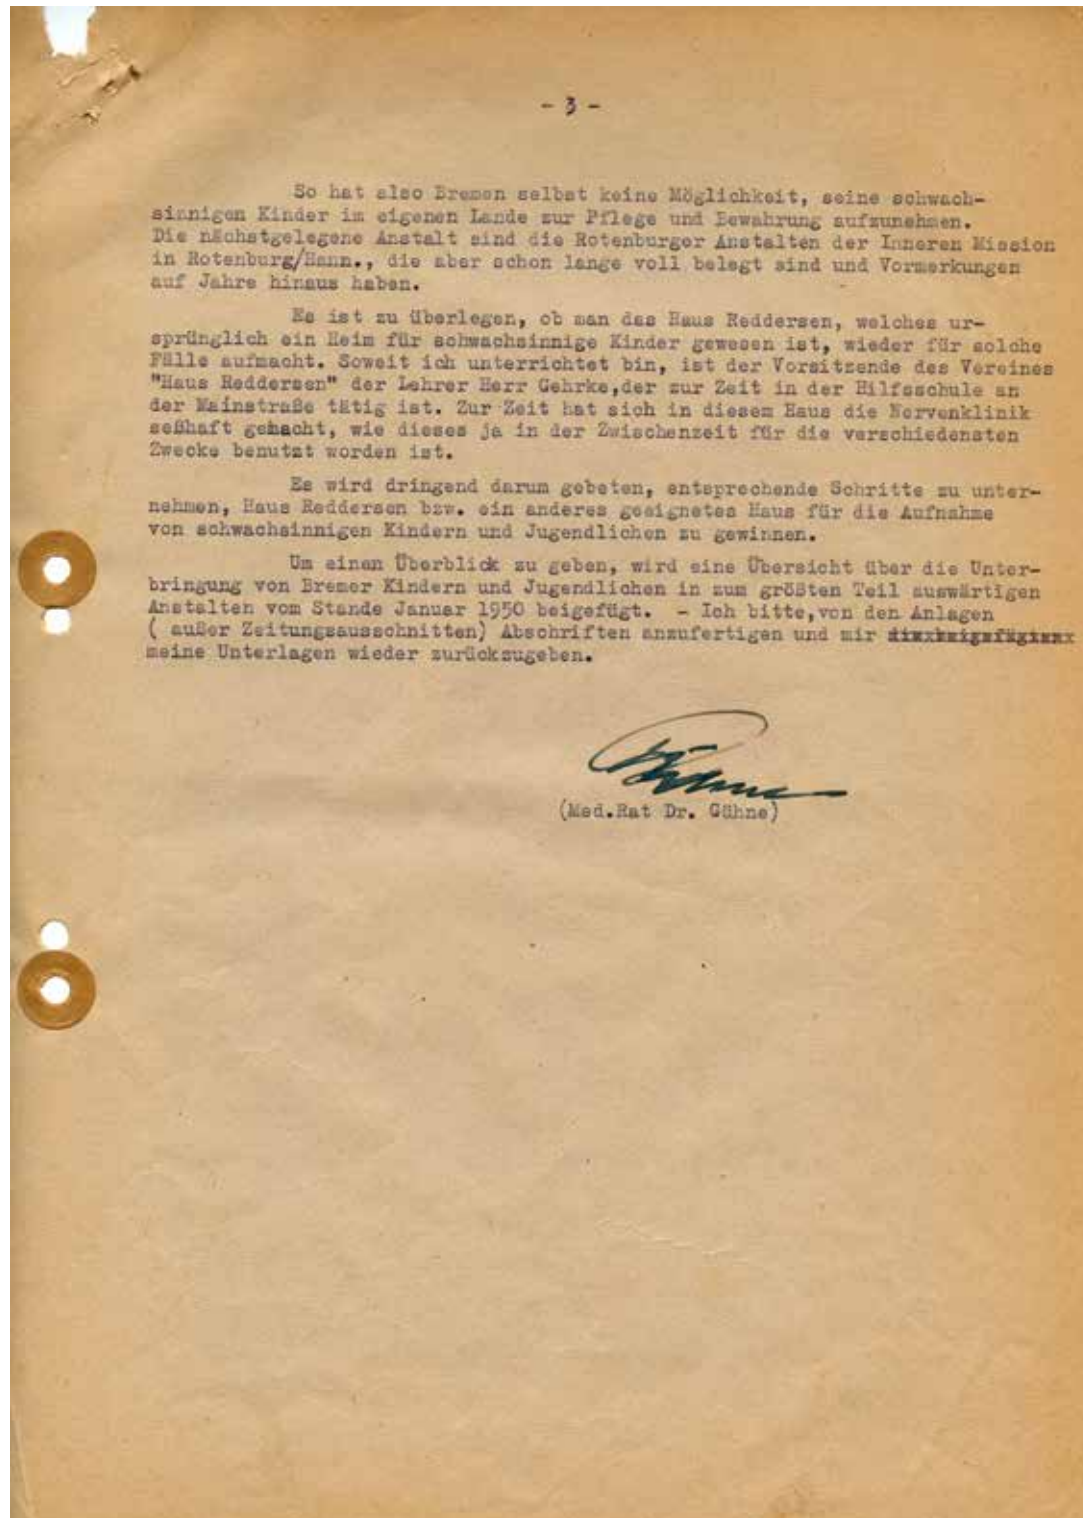 - 3 -
So hat also Bremen selbst keine Möglichkeit, seine schwach-
sinnigen Kinder im eigenen Lande zur Pflege und Bewahrung aufzunehmen.
Die nächstgelegene Anstalt sind die Rotenburger Anstalten der Inneren Mission
in Rotenburg/Hann., die aber schon lange voll belegt sind und Vormerkungen
auf Jahre hinaus haben.
Es ist zu überlegen, ob man das Haus Reddersen, welches ur-
sprünglich ein Heim für schwachsinnige Kinder gewesen ist, wieder für solche
Fälle aufmacht. Soweit ich unterrichtet bin, ist der Vorsitzende des Vereines
"Haus Reddersen" der Lehrer Herr Gehrke,der zur Zeit in der Hilfsschule an
der Mainstraße tätig ist. Zur Zeit hat sich in diesem Haus die Nervenklinik
seßhaft gemacht, wie dieses ja in der Zwischenzeit für die verschiedensten
Zwecke benutzt worden ist.
Es wird dringend darum gebeten, entsprechende Schritte zu unter-
nehmen, Haus Reddersen bzw. ein anderes geeignetes Haus für die Aufnahme
von schwachsinnigen Kindern und Jugendlichen zu gewinnen.
Um einen Überblick zu geben, wird eine Übersicht über die Unter-
bringung von Bremer Kindern und Jugendlichen in zum größten Teil auswärtigen
Anstalten vom Stande Januar 1950 beigefügt. - Ich bitte,von den Anlagen
( außer Zeitungsausschnitten) Abschriften anzufertigen und mir
meine Unterlagen wieder zurückzugeben.
(Med.Rat Dr. Gühne)